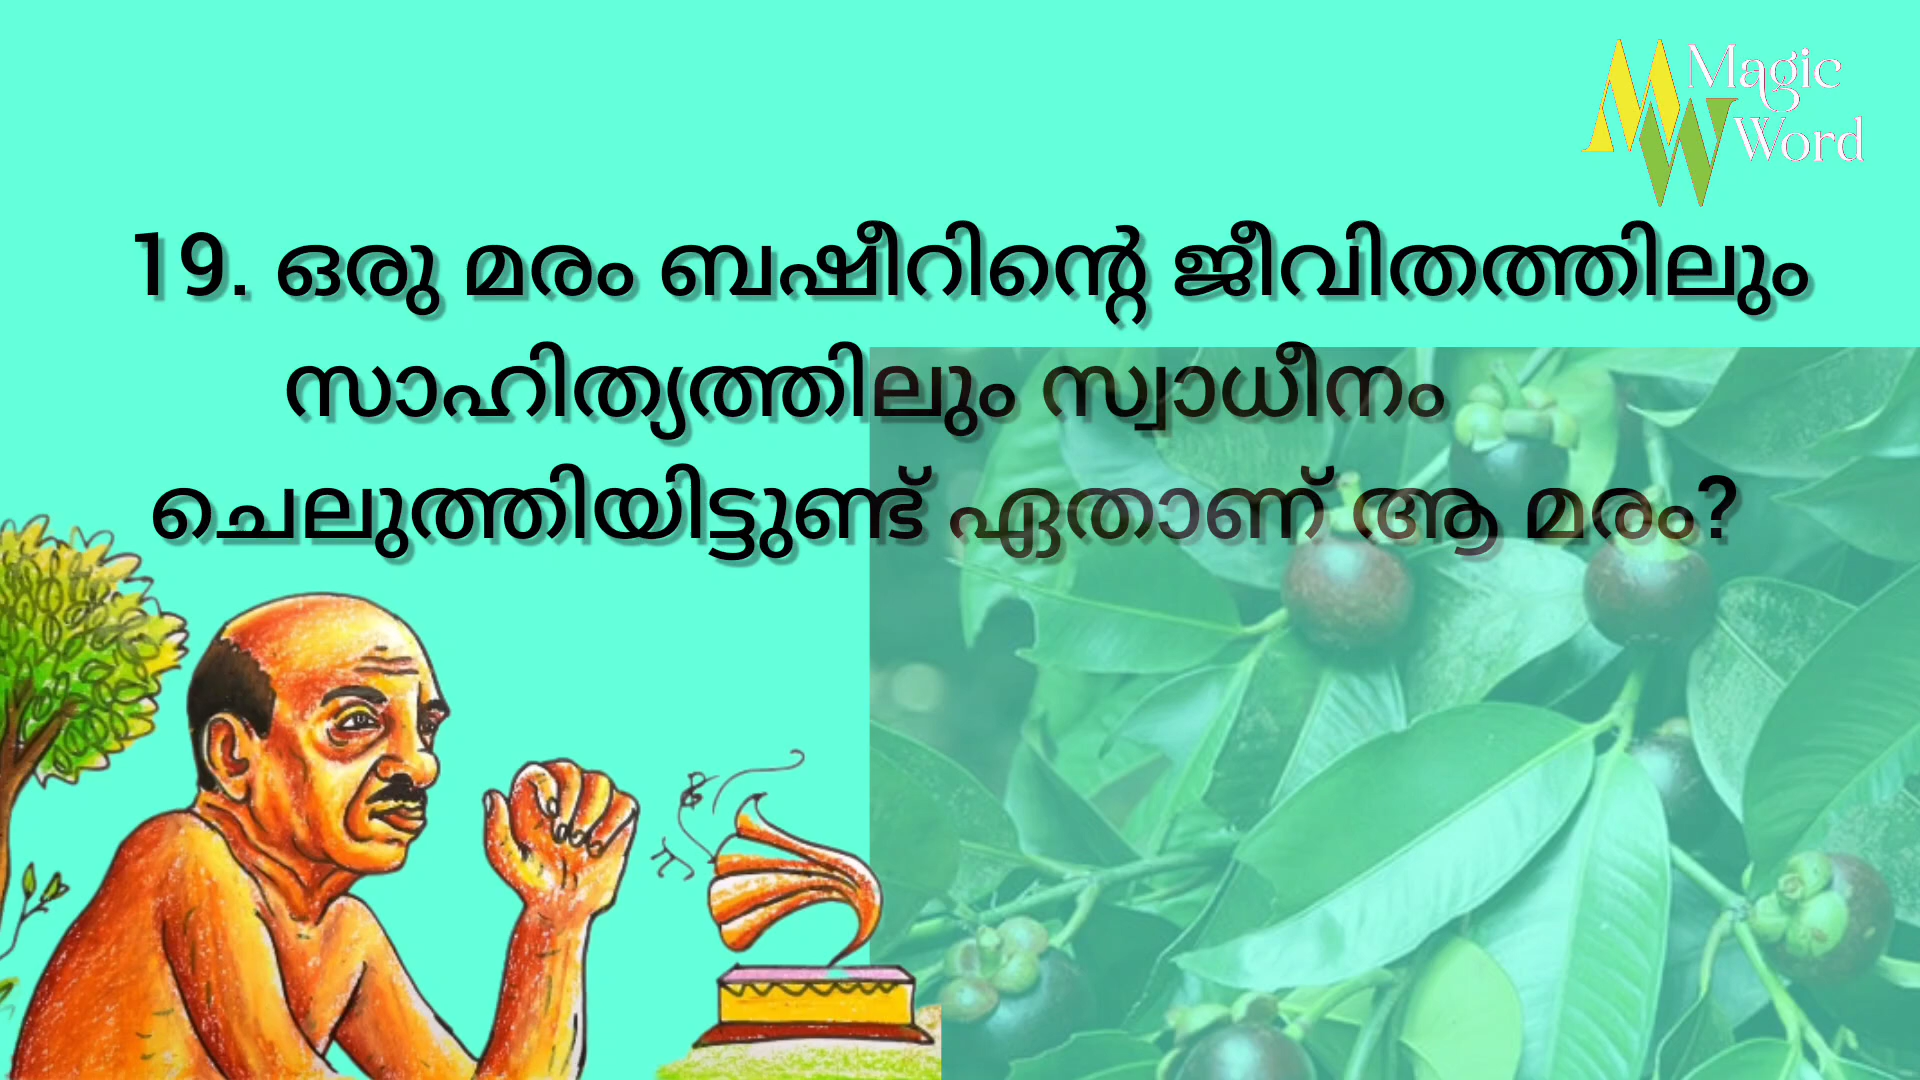 Magic
Word
19. ഒരു മരം ബഷീറിന്റെ ജീവിതത്തിലും
സാഹിത്യത്തിലും സ്വാധീനം
ചെലുത്തിയിട്ടുണ്ട് ഏതാണ് ആ മരം?